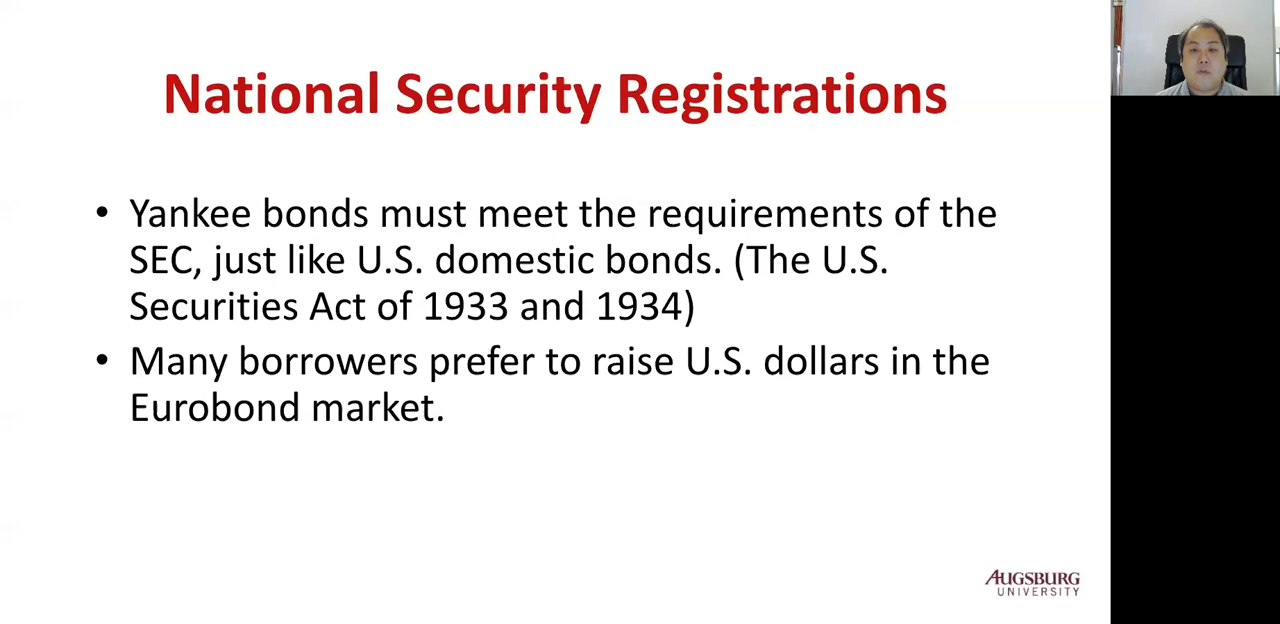 National Security Registrations
• Yankee bonds must meet the requirements of the
SEC, just like U.S. domestic bonds. (The U.S.
Securities Act of 1933 and 1934)
• Many borrowers prefer to raise U.S. dollars in the
Eurobond market.
AUGSBURG
UNIVERSITY